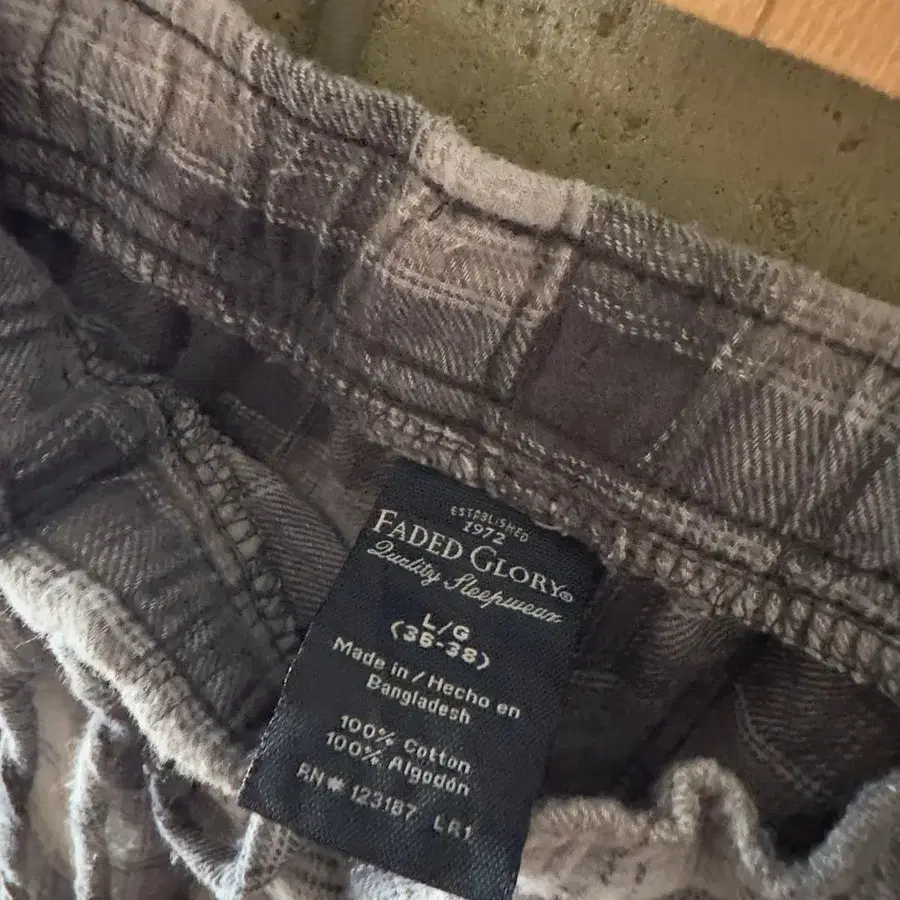 ESTABLISHED
1972
FADED GLORY®
Quality Sleepwear
L/G
(36-38)
Made in/Hecho en
Bangladesh
100% Cotton
100% Algodón
RN# 123187 LR1